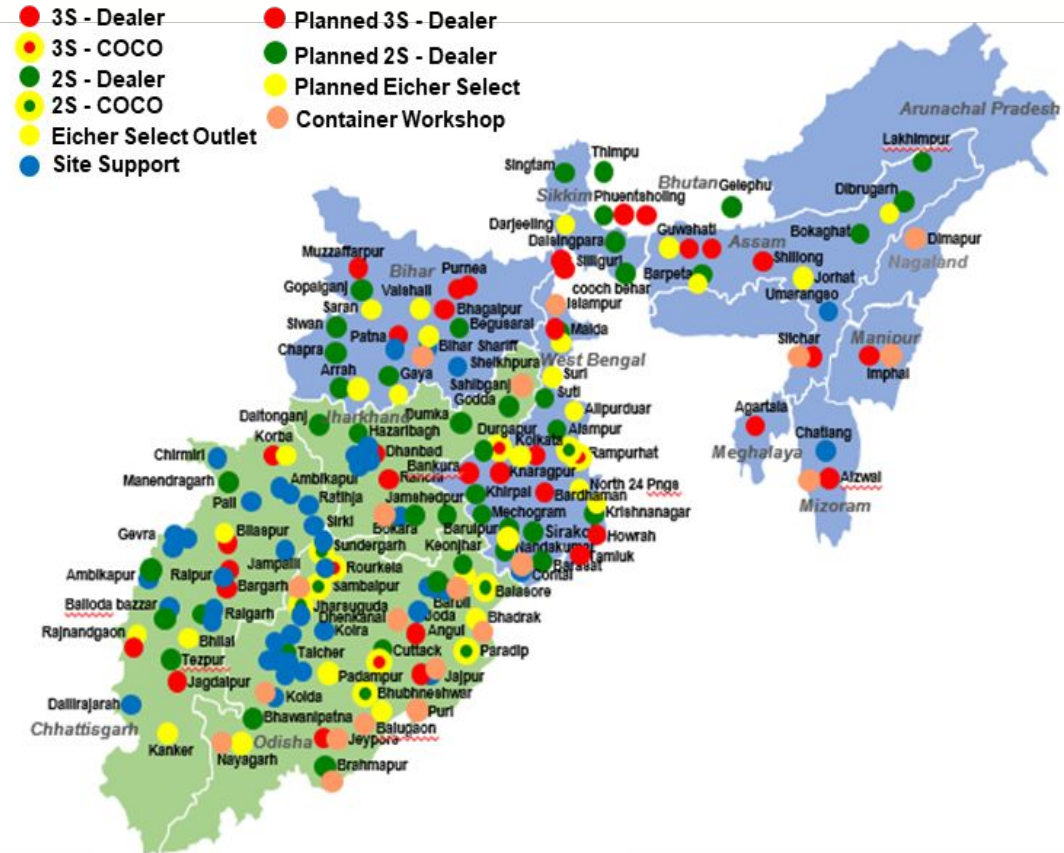 3S - Dealer
3S - COCO
2S - Dealer
2S - COCO
Eicher Select Outlet
Site Support
Planned 3S - Dealer
Planned 2S - Dealer
Planned Eicher Select
Container Workshop
Arunachal Pradesh
Lakhimpur
Singtam
Thimpu
Bhutan
Gelephu
Dibrugarh
Sikkim
Phuentsholing
Darjeeling
Guwahati
Assam
Bokaghat
Dimapur
Nagaland
Dalsingpara
Siliguri
Shillong
Barpeta
Jorhat
Muzzaffarpur
Bihar
Purnea
Gopalganj
Vaishali
cooch behar
Umarangso
Saran
Bhagalpur
Islampur
Siwan
Patna
Begusarai
Malda
Silchar
Manipur
Chapra
Bihar Shariff
Sheikhpura
West Bengal
Imphal
Arrah
Gaya
Sahibganj
Suri
Godda
Suti
Agartala
Daltonganj
Jharkhand
Dumka
Alipurduar
Korba
Hazaribagh
Durgapur
Alampur
Meghalaya
Chatlang
Chirmiri
Dhanbad
Kolkata
Rampurhat
Bankura
Manendragarh
Ambikapur
Ranchi
Kharagpur
Aizwal
Pali
Ratihja
Jamshedpur
Khirpai
Bardhaman
North 24 Pngs
Mizoram
Sirki
Bokara
Mechogram
Krishnanagar
Gevra
Bilaspur
Sundergarh
Baruipur
Sirako
Howrah
Jampalli
Keonjhar
Nandakumar
Tamluk
Ambikapur
Raipur
Rourkela
Barasat
Bargarh
Sambalpur
Contai
Balloda bazzar
Raigarh
Jharsuguda
Barbil
Balasore
Dhenkanal
Joda
Rajnandgaon
Bhilai
Koira
Angul
Bhadrak
Tezpur
Talcher
Cuttack
Paradip
Jagdalpur
Padampur
Jajpur
Dallirajarah
Kolda
Bhubhneshwar
Chhattisgarh
Bhawanipatna
Puri
Balugaon
Kanker
Odisha
Jeypore
Nayagarh
Brahmapur